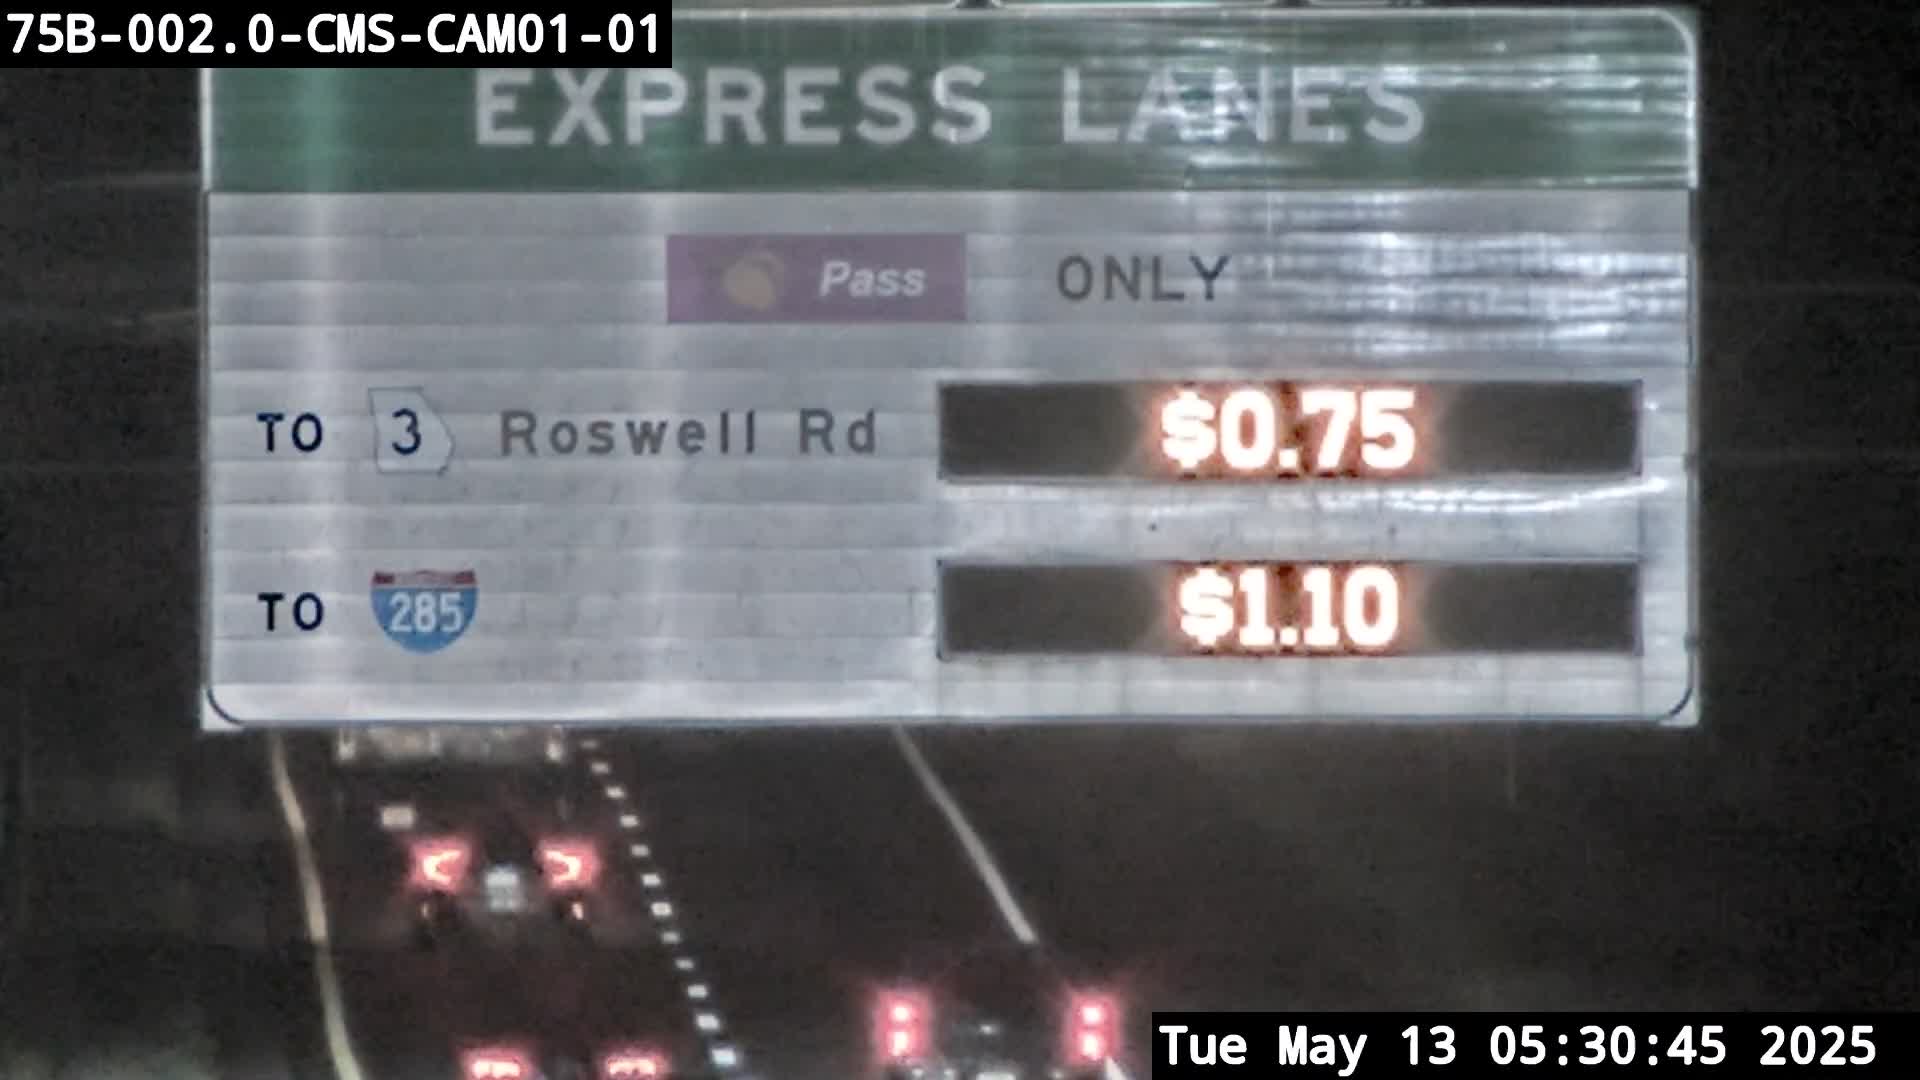 75B-002.0-CMS-CAM01-01
EXPRESS LANES
Pass ONLY
TO 3 Roswell Rd $0.75
TO 285 $1.10
Tue May 13 05:30:45 2025